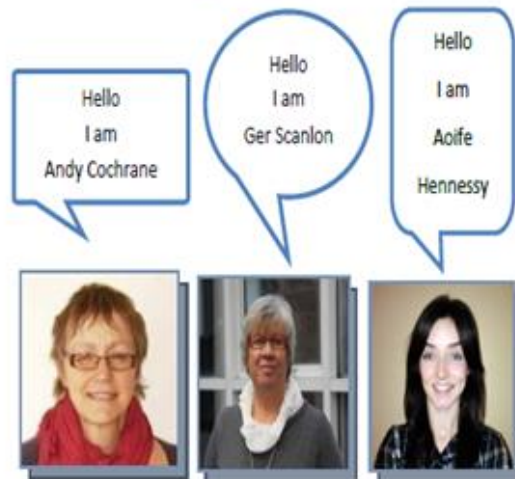 Hello
I am
Andy Cochrane
Hello
I am
Ger Scanlon
Hello
I am
Aoife
Hennessy